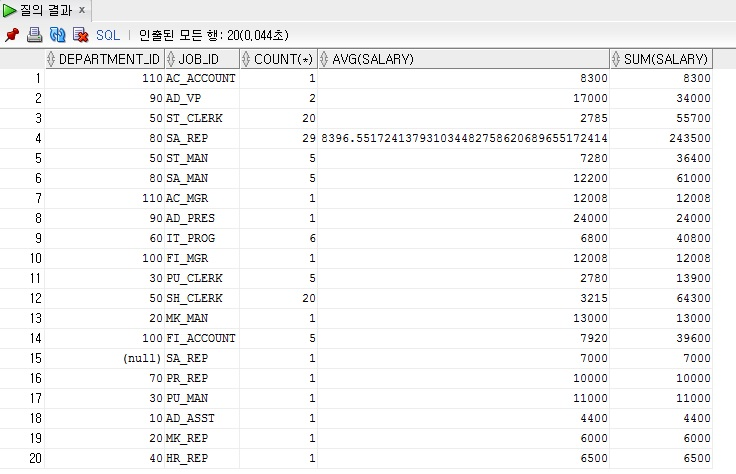 질의 결과 x
SQL | 인출된 모든 행: 20(0,044초)
DEPARTMENT_ID JOB_ID COUNT(*) AVG(SALARY) SUM(SALARY)
1 110 AC_ACCOUNT 1 8300 8300
2 90 AD_VP 2 17000 34000
3 50 ST_CLERK 20 2785 55700
4 80 SA_REP 29 8396.551724137931034482758620689655172414 243500
5 50 ST_MAN 5 7280 36400
6 80 SA_MAN 5 12200 61000
7 110 AC_MGR 1 12008 12008
8 90 AD_PRES 1 24000 24000
9 60 IT_PROG 6 6800 40800
10 100 FI_MGR 1 12008 12008
11 30 PU_CLERK 5 2780 13900
12 50 SH_CLERK 20 3215 64300
13 20 MK_MAN 1 13000 13000
14 100 FI_ACCOUNT 5 7920 39600
15 (null) SA_REP 1 7000 7000
16 70 PR_REP 1 10000 10000
17 30 PU_MAN 1 11000 11000
18 10 AD_ASST 1 4400 4400
19 20 MK_REP 1 6000 6000
20 40 HR_REP 1 6500 6500